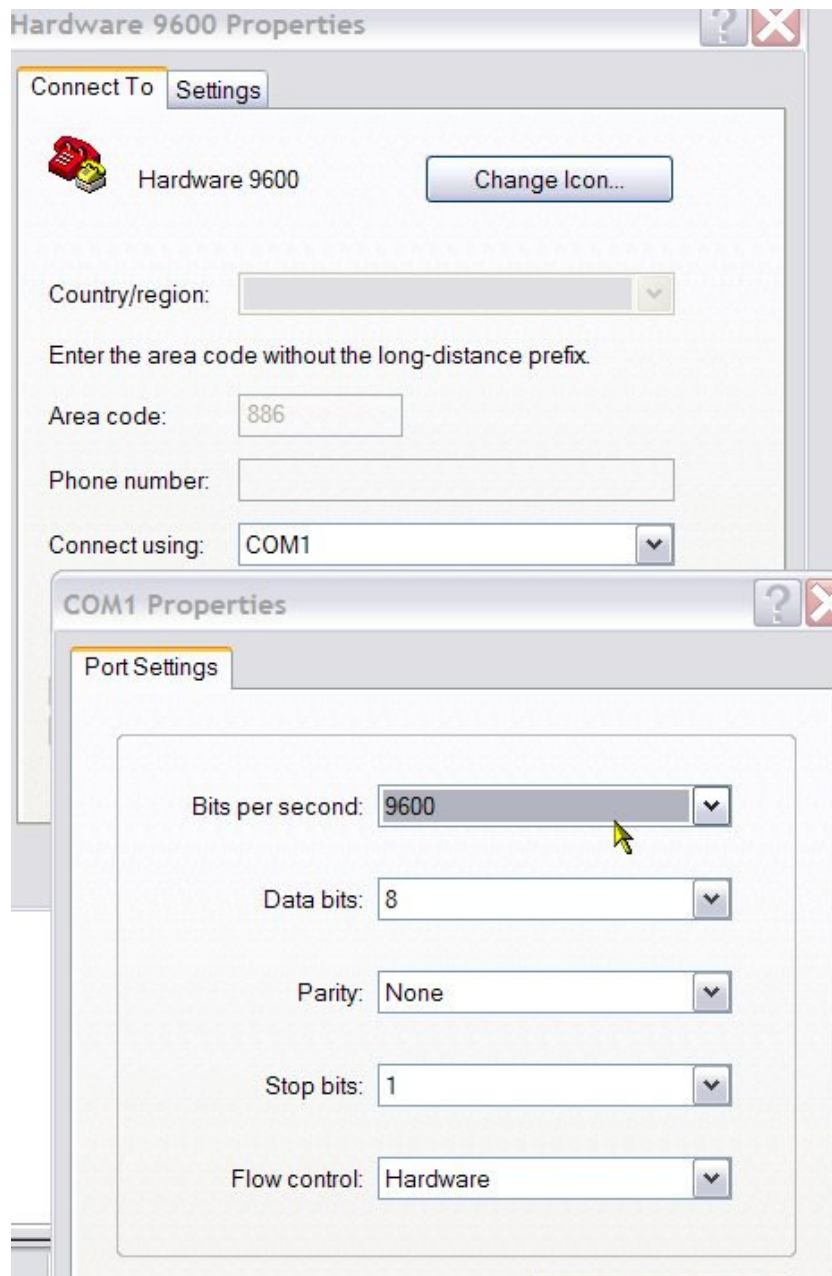 Hardware 9600 Properties
Connect To Settings
Hardware 9600 Change Icon...
Country/region:
Enter the area code without the long-distance prefix.
Area code: 886
Phone number:
Connect using: COM1
COM1 Properties
Port Settings
Bits per second: 9600
Data bits: 8
Parity: None
Stop bits: 1
Flow control: Hardware